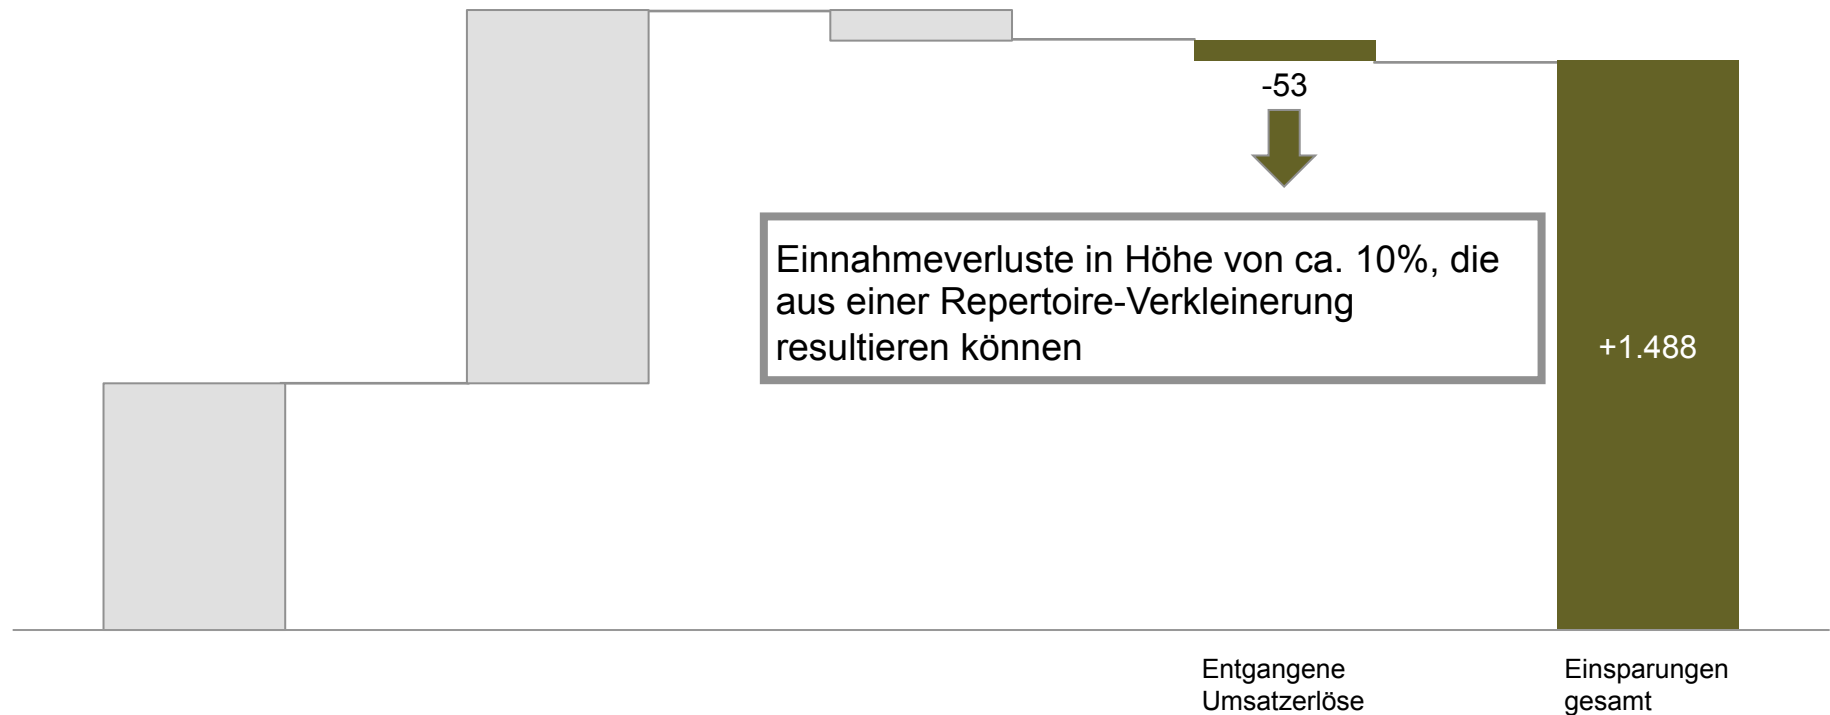 -53
Einnahmeverluste in Höhe von ca. 10%, die
aus einer Repertoire-Verkleinerung
resultieren können
+1.488
Entgangene
Umsatzerlöse
Einsparungen
gesamt